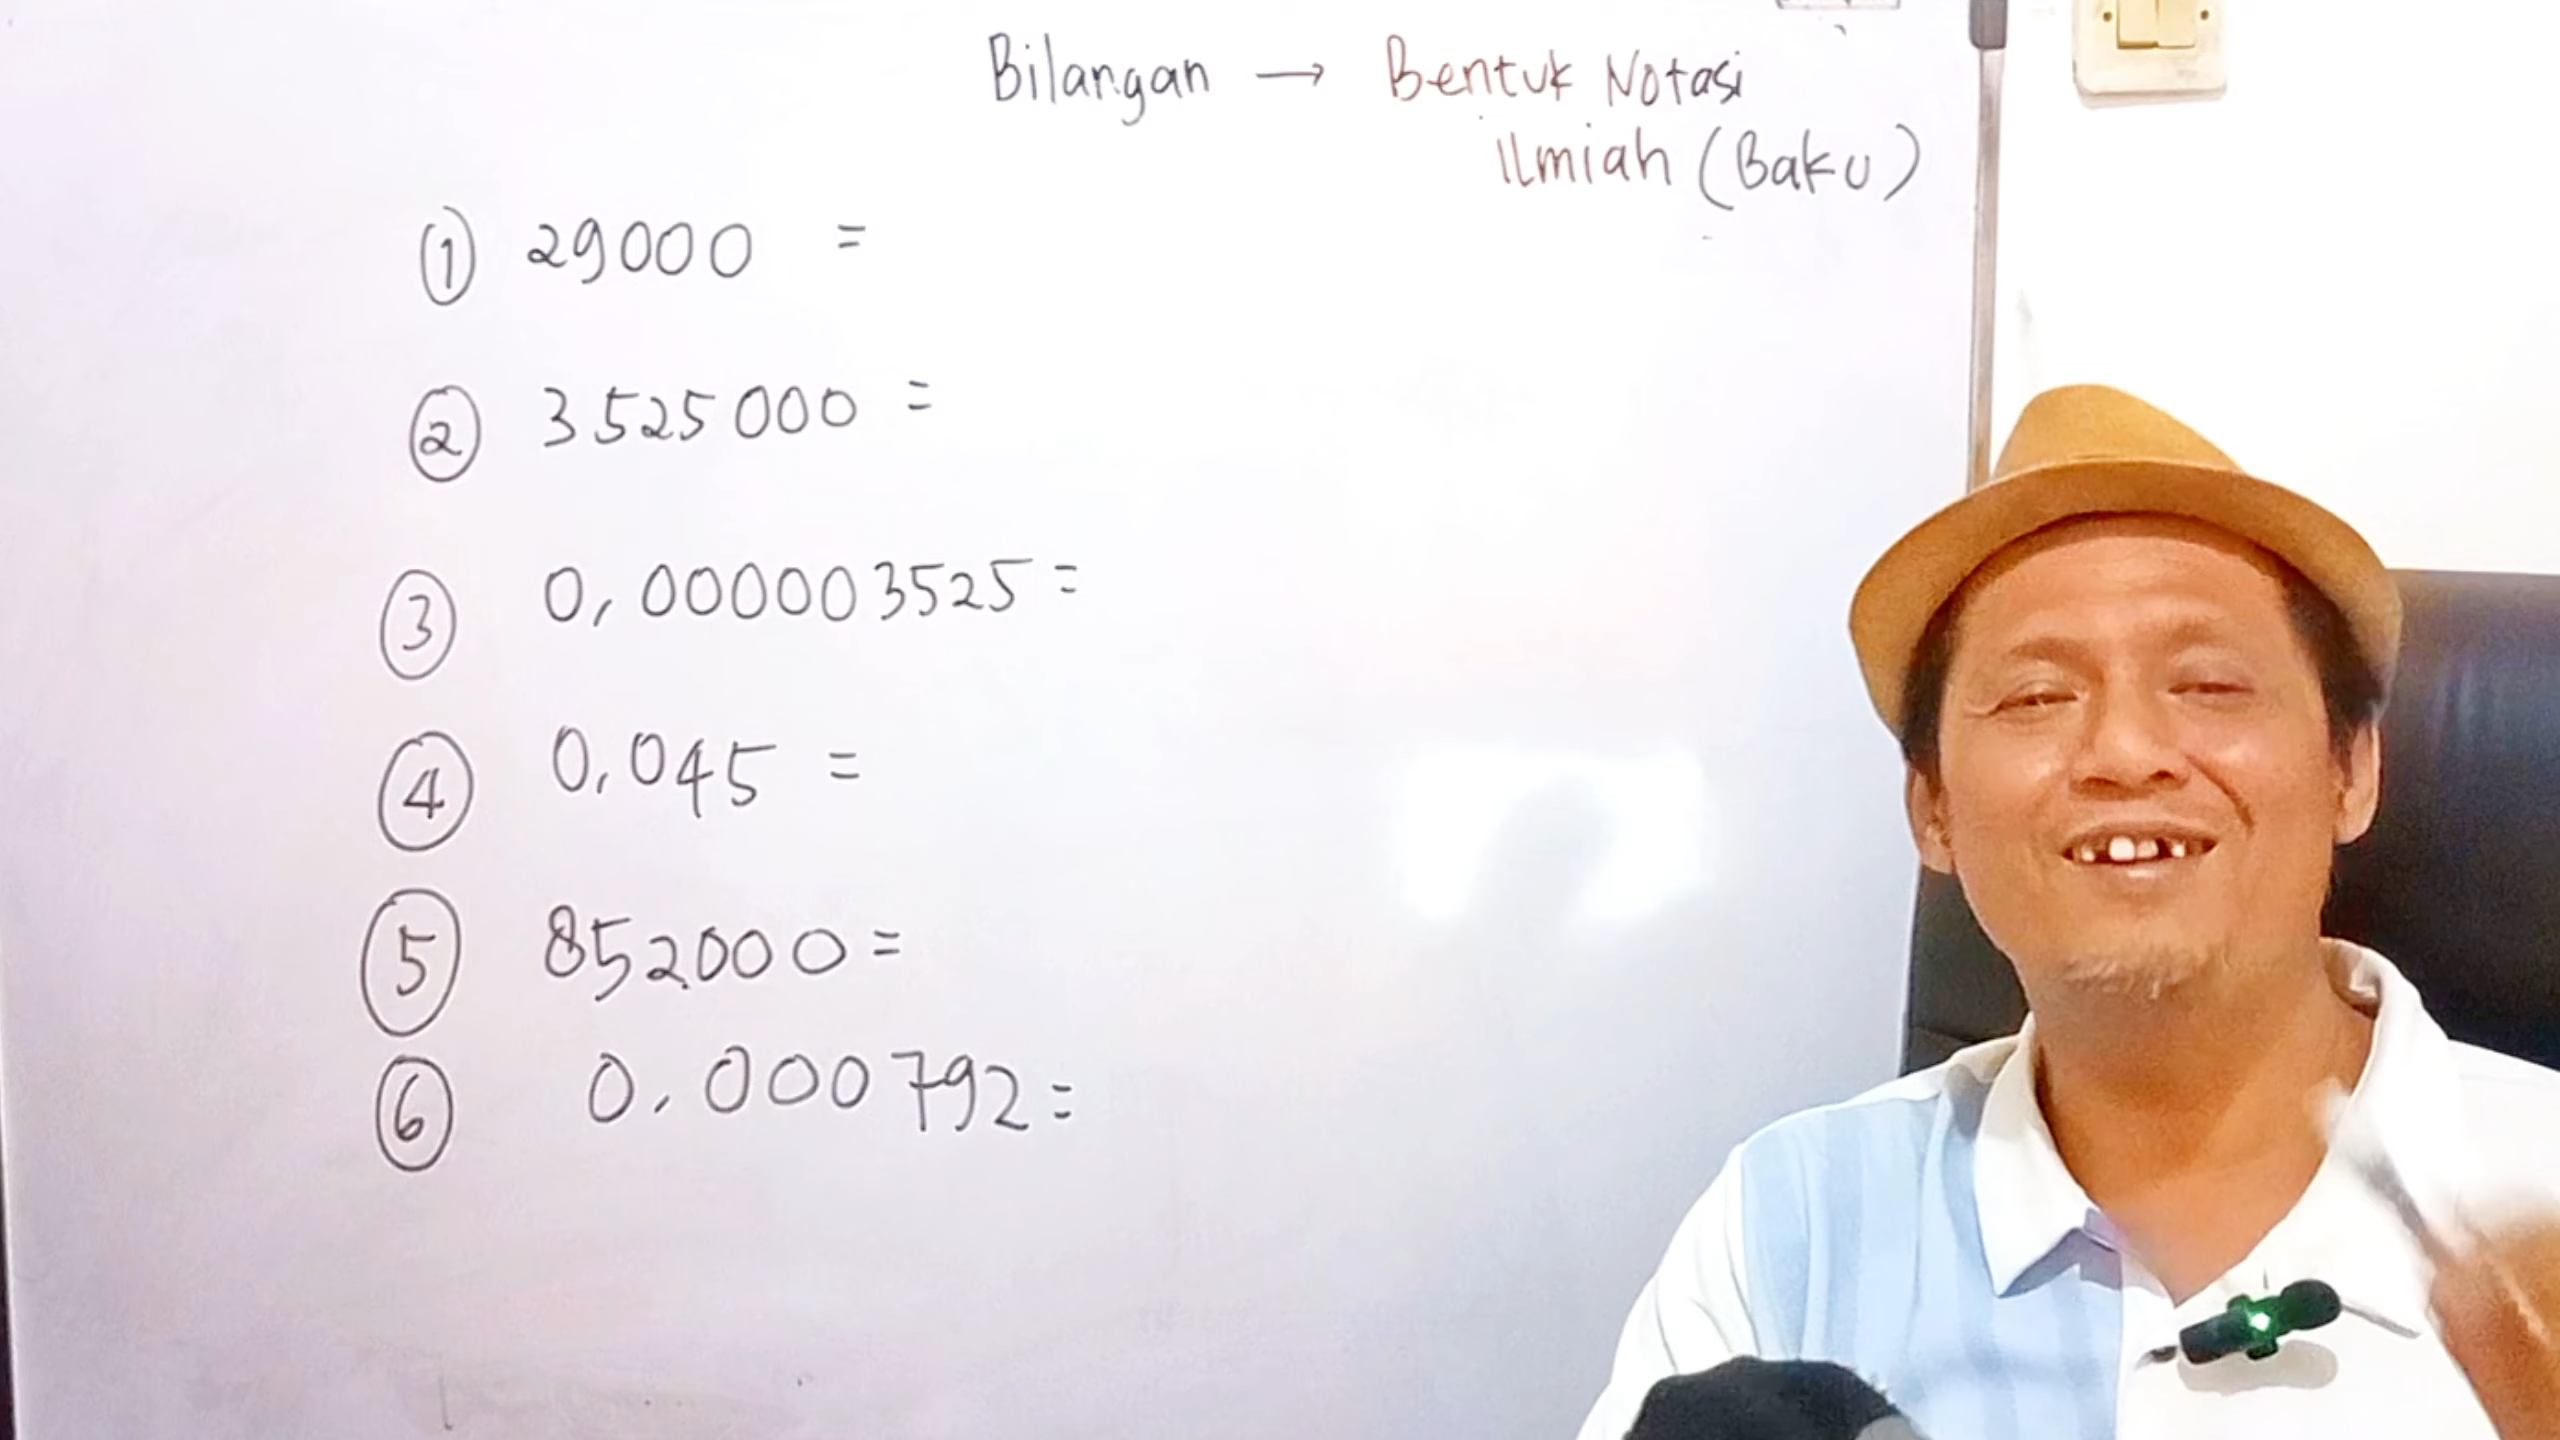 Bilangan → Bentuk Notasi
Ilmiah (Baku)
① 29000 =
② 3525000 =
③ 0,000003525 =
④ 0,045 =
⑤ 852000 =
⑥ 0,000792 =